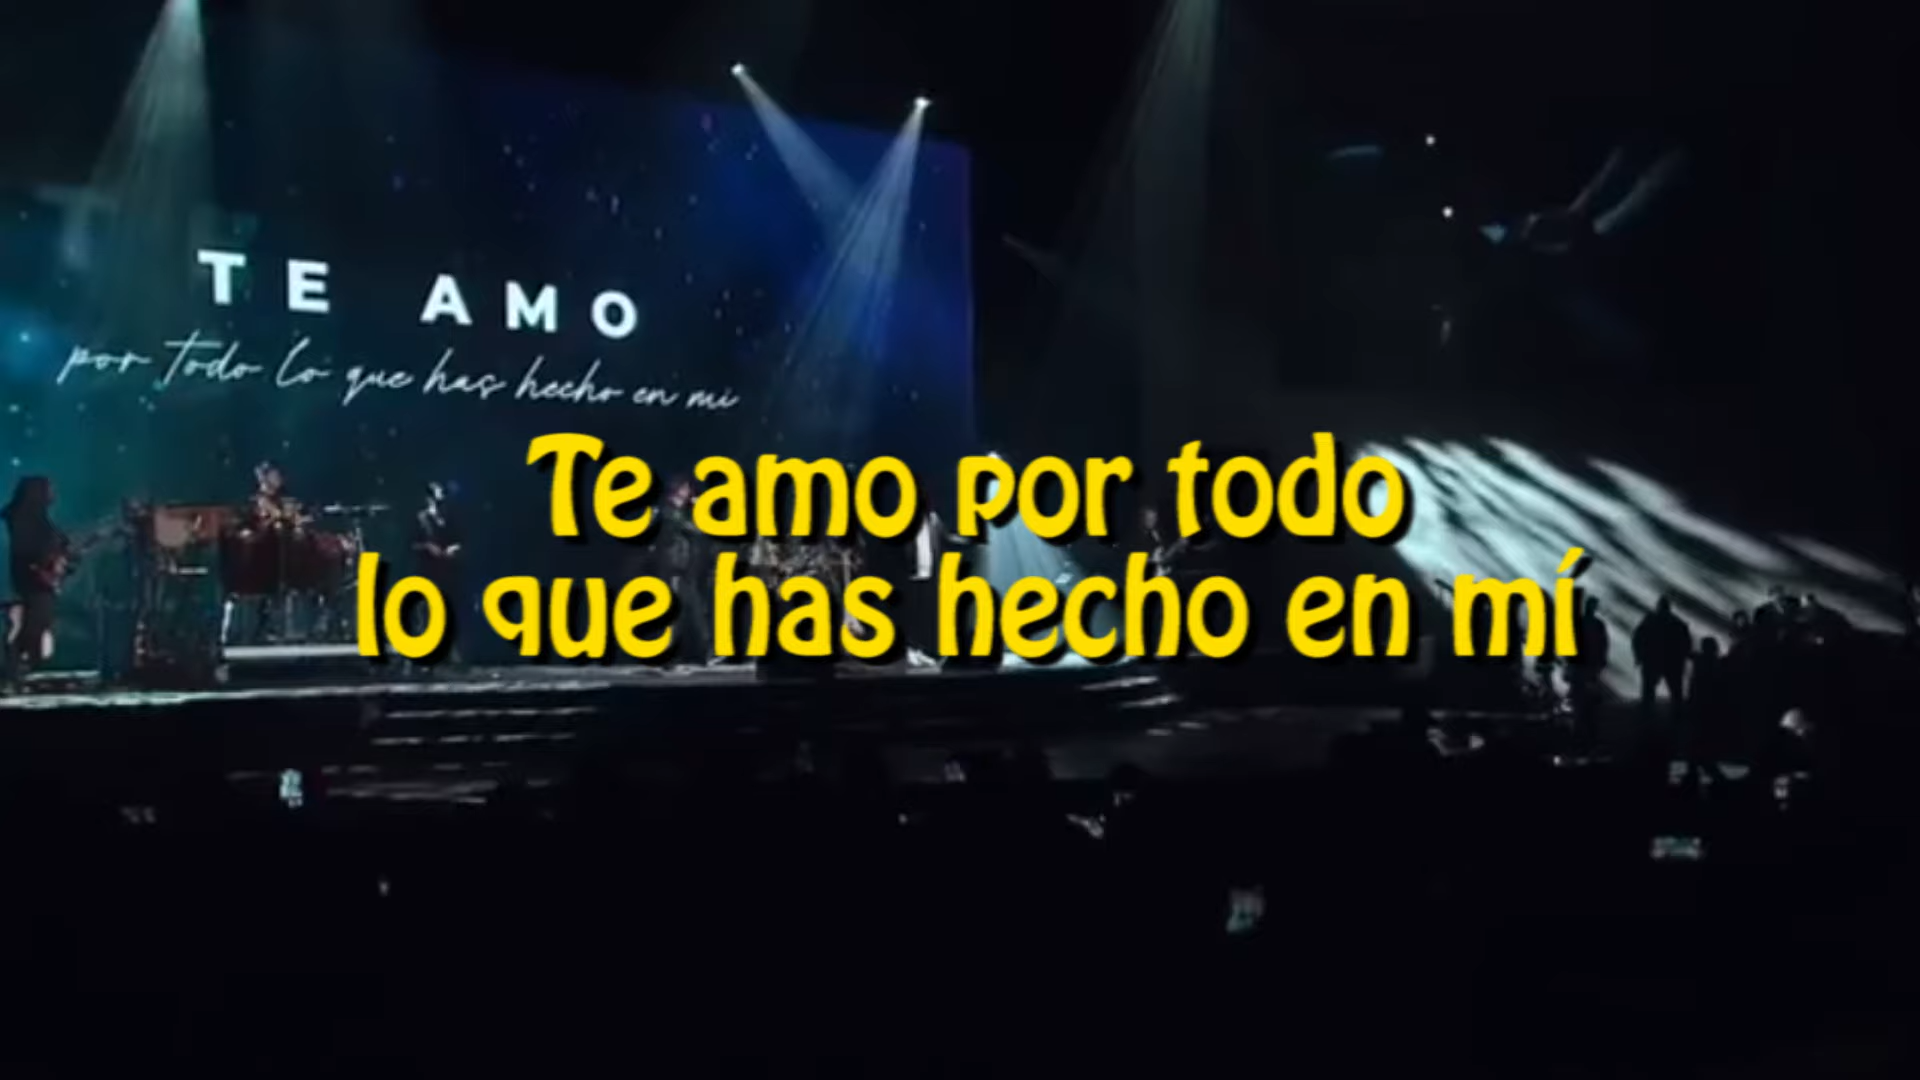 TE AMO
por todo lo que has hecho en mi
Te amo por todo
lo que has hecho en mí